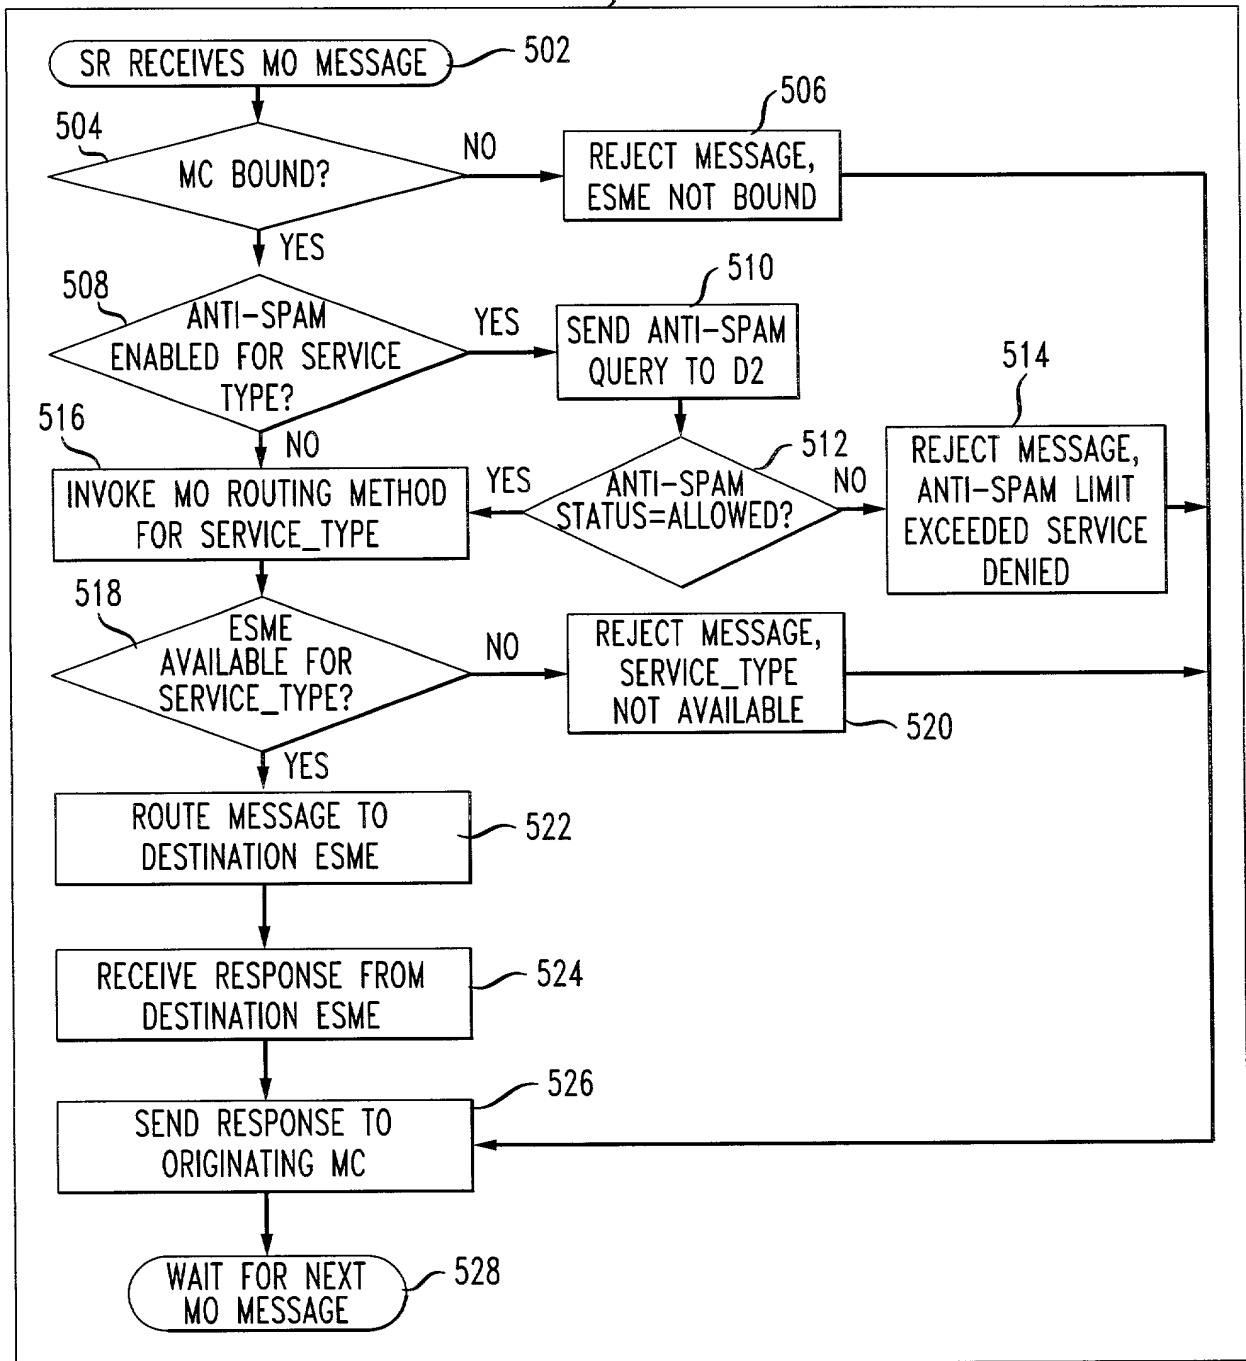 SR RECEIVES MO MESSAGE
502
504
MC BOUND?
NO
506
REJECT MESSAGE,
ESME NOT BOUND
YES
508
ANTI-SPAM
ENABLED FOR SERVICE
TYPE?
YES
510
SEND ANTI-SPAM
QUERY TO D2
NO
512
ANTI-SPAM
STATUS=ALLOWED?
YES
NO
514
REJECT MESSAGE,
ANTI-SPAM LIMIT
EXCEEDED SERVICE
DENIED
516
INVOKE MO ROUTING METHOD
FOR SERVICE_TYPE
518
ESME
AVAILABLE FOR
SERVICE_TYPE?
NO
REJECT MESSAGE,
SERVICE_TYPE
NOT AVAILABLE
520
YES
ROUTE MESSAGE TO
DESTINATION ESME
522
RECEIVE RESPONSE FROM
DESTINATION ESME
524
526
SEND RESPONSE TO
ORIGINATING MC
WAIT FOR NEXT
MO MESSAGE
528